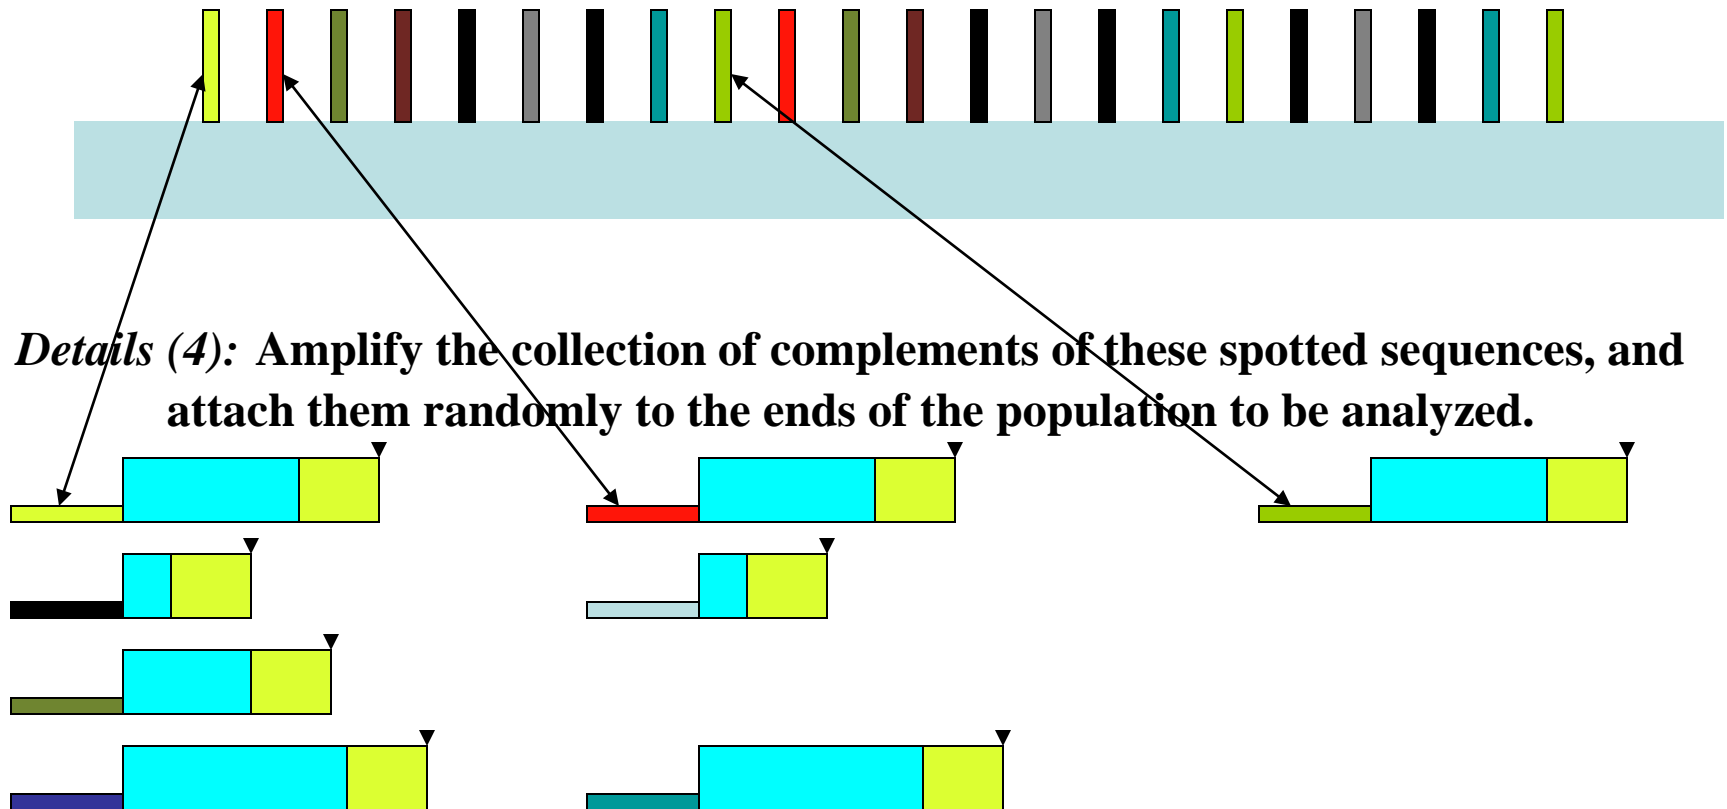 Details (4): Amplify the collection of complements of these spotted sequences, and
attach them randomly to the ends of the population to be analyzed.